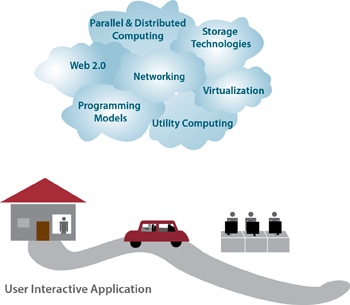 Parallel & Distributed
Computing
Storage
Technologies
Web 2.0
Networking
Virtualization
Programming
Models
Utility Computing
User Interactive Application